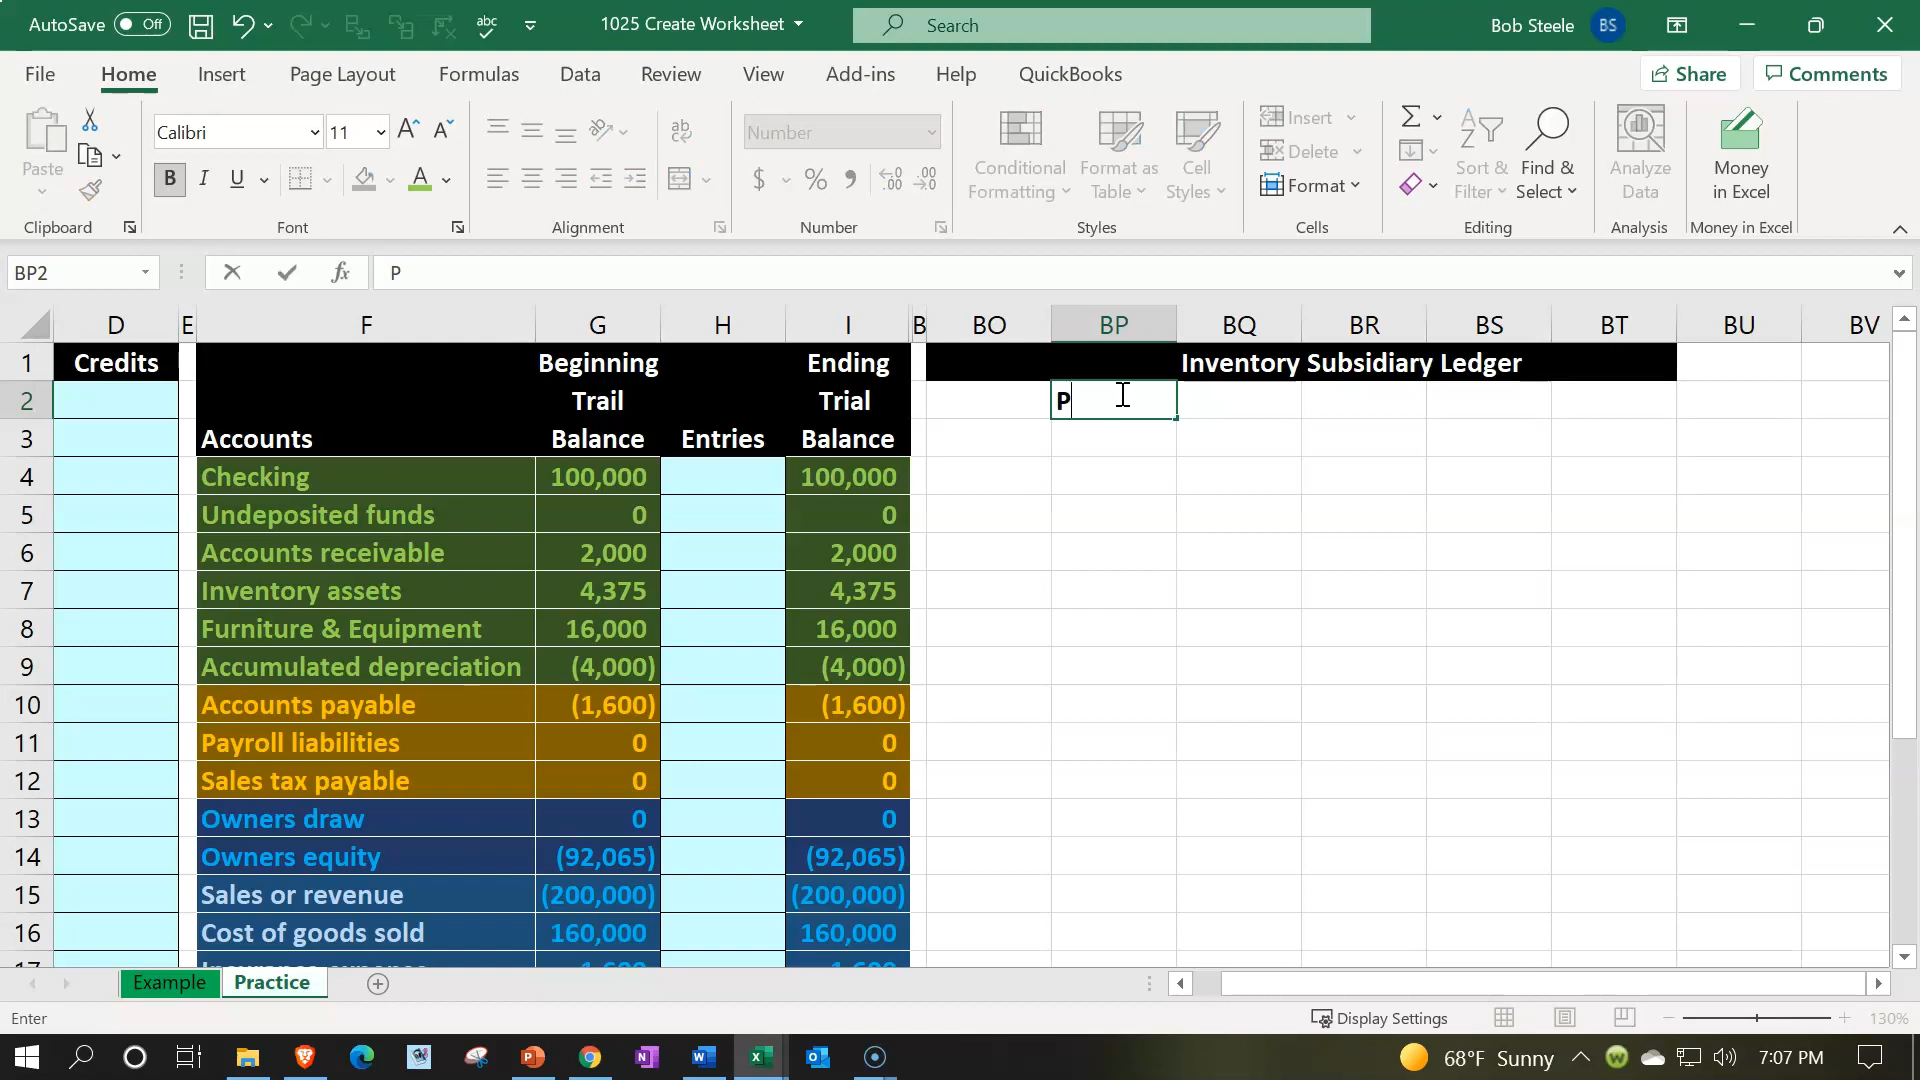 AutoSave Off
abc
1025 Create Worksheet
Search
Bob Steele BS
File Home Insert Page Layout Formulas Data Review View Add-ins Help QuickBooks
Share Comments
Paste
Clipboard
Calibri 11
B I U
Font
ab
Alignment
Number
$ %
Number
Conditional Formatting
Format as Table
Cell Styles
Styles
Insert
Delete
Format
Cells
Sort & Filter
Find & Select
Editing
Analyze Data
Analysis
Money in Excel
Money in Excel
BP2 fx P
D E F G H I B BO BP BQ BR BS BT BU BV
1 Credits Beginning Ending Inventory Subsidiary Ledger
2 Trail Trial P
3 Accounts Balance Entries Balance
4 Checking 100,000 100,000
5 Undeposited funds 0 0
6 Accounts receivable 2,000 2,000
7 Inventory assets 4,375 4,375
8 Furniture & Equipment 16,000 16,000
9 Accumulated depreciation (4,000) (4,000)
10 Accounts payable (1,600) (1,600)
11 Payroll liabilities 0 0
12 Sales tax payable 0 0
13 Owners draw 0 0
14 Owners equity (92,065) (92,065)
15 Sales or revenue (200,000) (200,000)
16 Cost of goods sold 160,000 160,000
Example Practice
Enter Display Settings 130%
68°F Sunny 7:07 PM